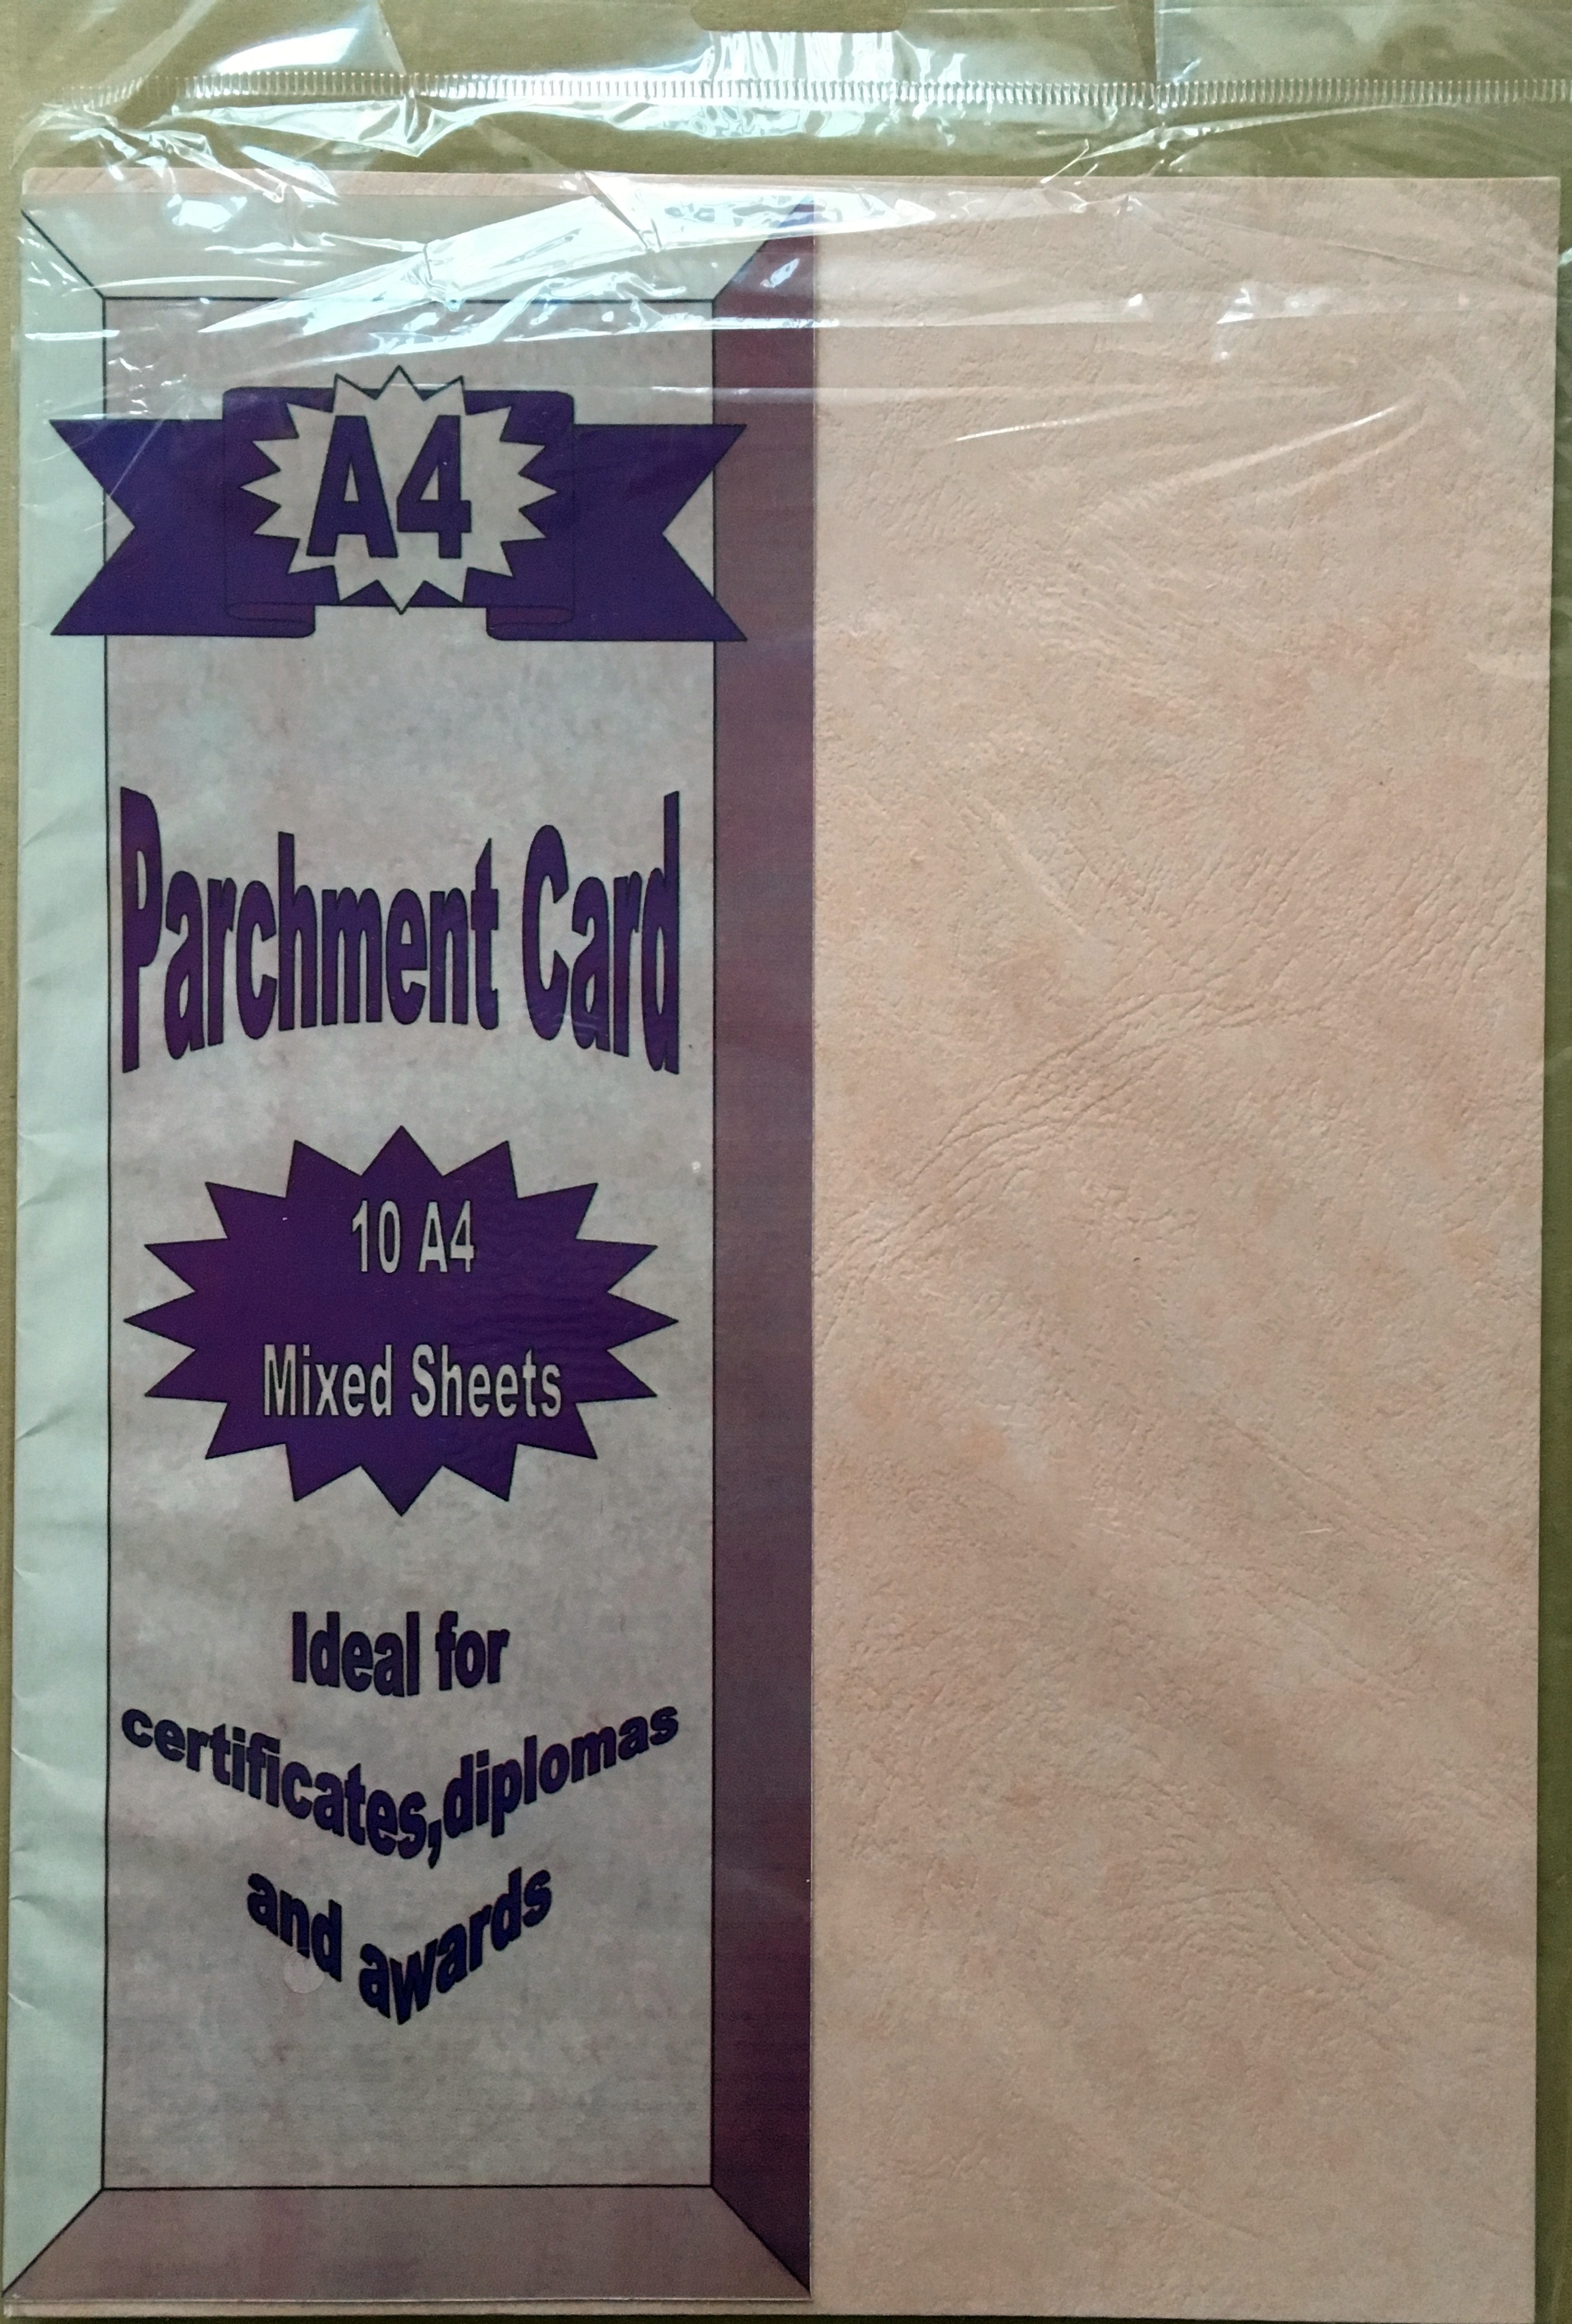 A4
Parchment Card
10 A4
Mixed Sheets
Ideal for
certificates,diplomas
and awards